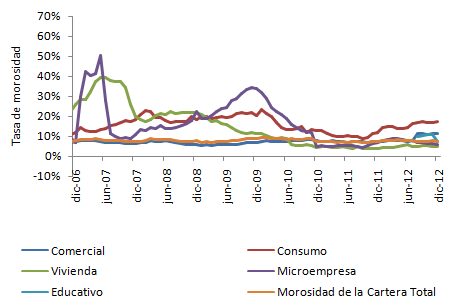 70%
60%
50%
40%
30%
20%
10%
0%
-10%
Tasa de morosidad
dic-06
jun-07
dic-07
jun-08
dic-08
jun-09
dic-09
jun-10
dic-10
jun-11
dic-11
jun-12
dic-12
Comercial
Consumo
Vivienda
Microempresa
Educativo
Morosidad de la Cartera Total